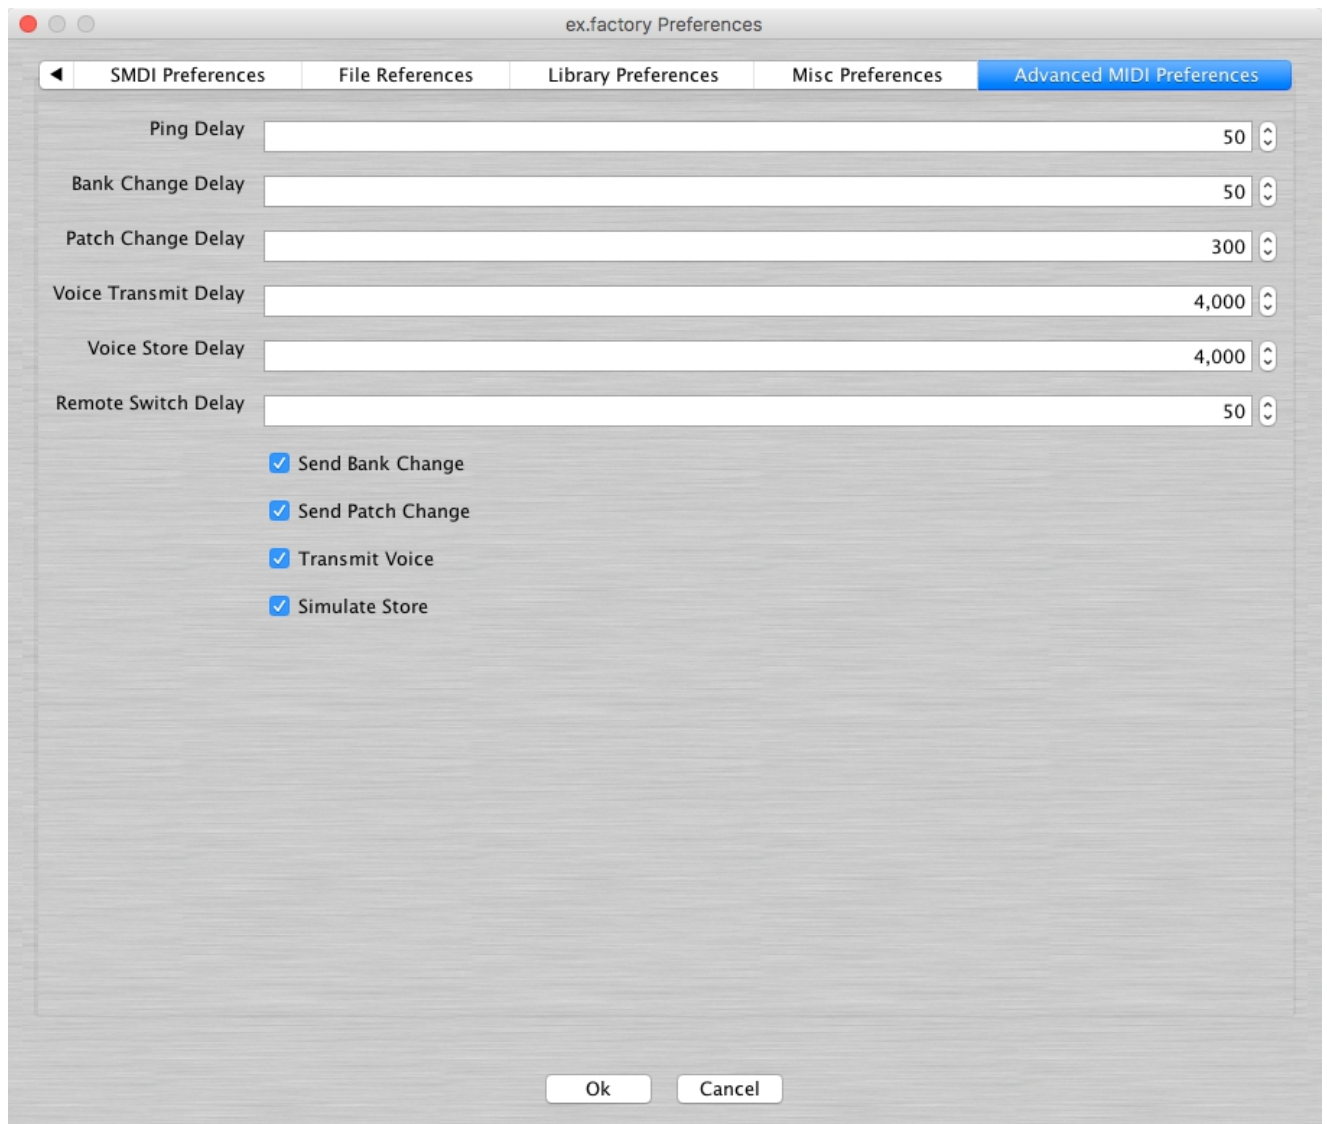 ex.factory Preferences
SMDI Preferences File References Library Preferences Misc Preferences Advanced MIDI Preferences
Ping Delay 50
Bank Change Delay 50
Patch Change Delay 300
Voice Transmit Delay 4,000
Voice Store Delay 4,000
Remote Switch Delay 50
Send Bank Change
Send Patch Change
Transmit Voice
Simulate Store
Ok Cancel